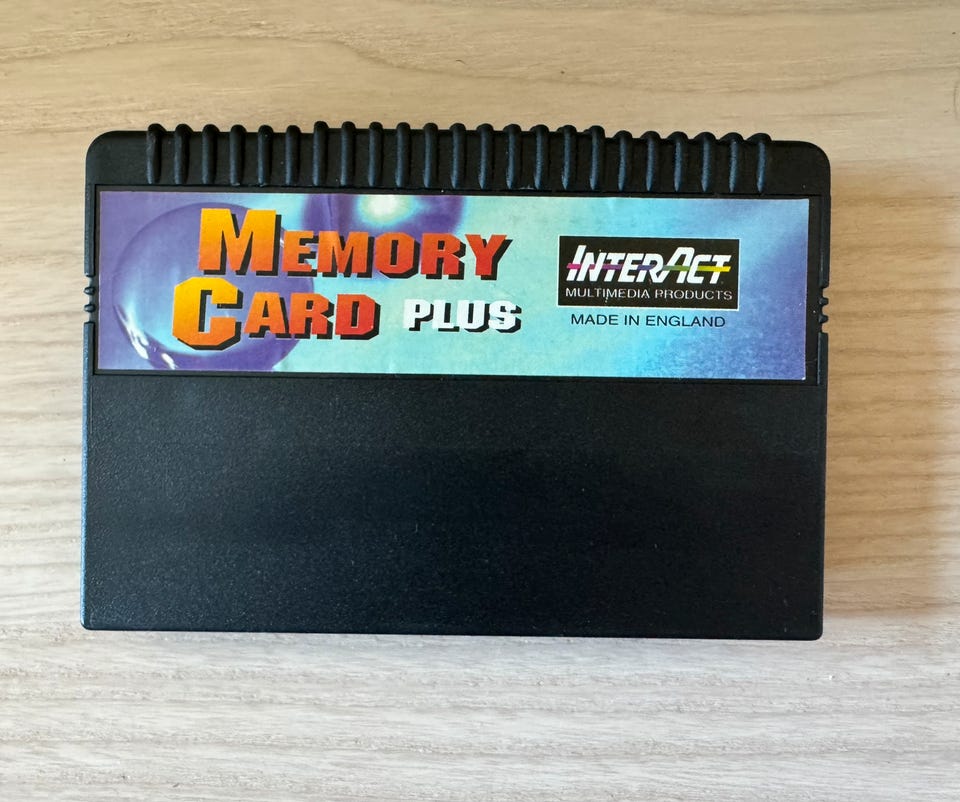 MEMORY
CARD PLUS
INTERACT
MULTIMEDIA PRODUCTS
MADE IN ENGLAND